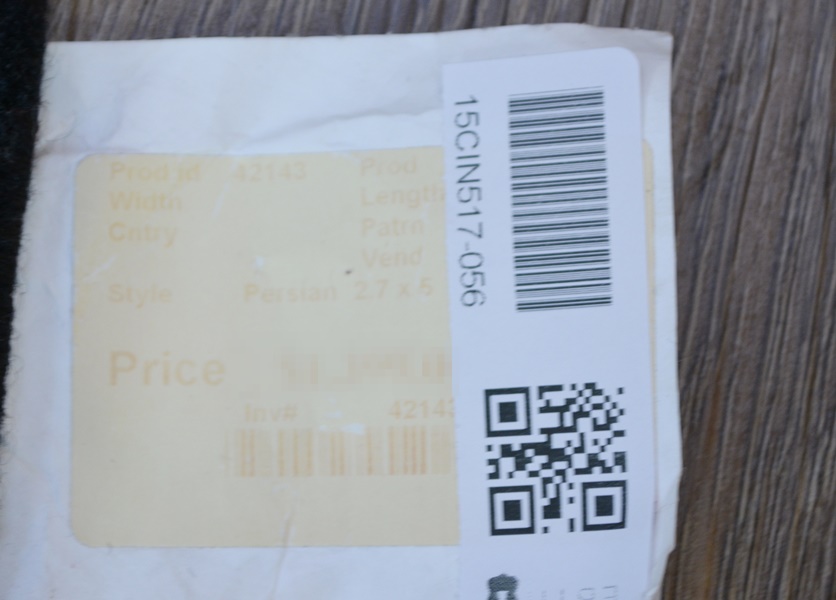 Prod id 42143 Prod
Width Length
Cntry Patrn
Vend
Style Persian 2.7 x 5
Price
Inv# 42143
15CIN517-056